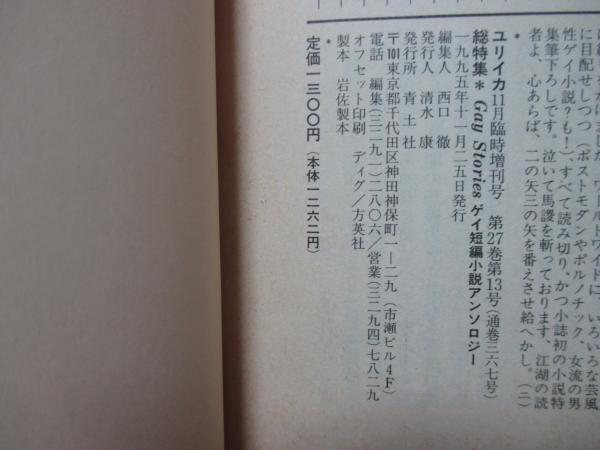 に目配せしつつ（ポストモダンやポルノチック、女流の男
性ゲイ小説？も！）、すべて読み切り、かつ小誌初の小説特
集筆下ろしです。泣いて馬謖を斬っております、江湖の読
者よ、心あらば、二の矢三の矢を番えさせ給へかし。（二）
＊
ユリイカ11月臨時増刊号　第27巻第13号（通巻三六七号）
総特集＊Gay Stories ゲイ短編小説アンソロジー
一九九五年十一月二五日発行
編集人　西口　徹
発行人　清水　康
発行所　青土社
〒101東京都千代田区神田神保町一―二九（市瀬ビル4F）
電話　編集（三二九一）二八〇六／営業（三二九四）七八二九
オフセット印刷　ディグ／方英社
製本　岩佐製本
＊
定価一三〇〇円（本体一二六二円）